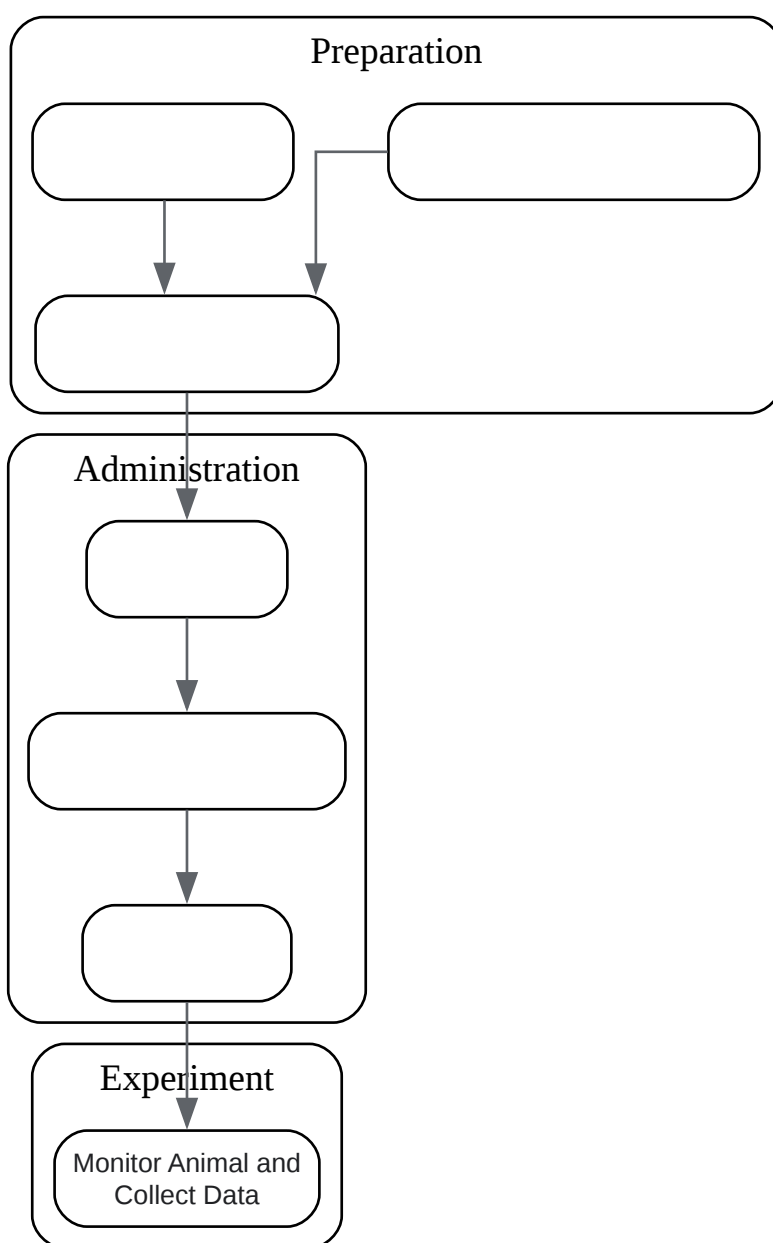 Preparation
Administration
Experiment
Monitor Animal and
Collect Data